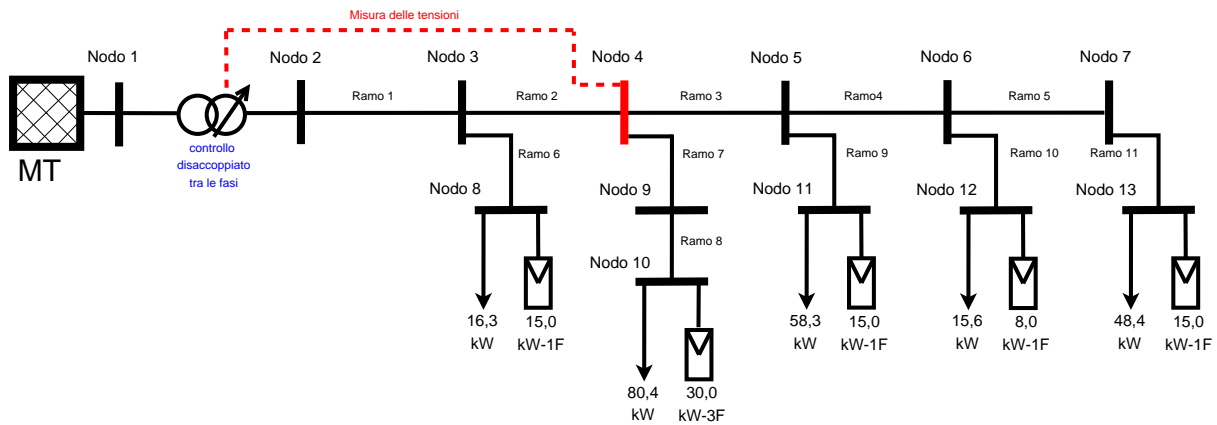 Misura delle tensioni
Nodo 1
Nodo 2
Nodo 3
Nodo 4
Nodo 5
Nodo 6
Nodo 7
Ramo 1
Ramo 2
Ramo 3
Ramo4
Ramo 5
MT
controllo
disaccoppiato
tra le fasi
Ramo 6
Ramo 7
Ramo 9
Ramo 10
Ramo 11
Nodo 8
Nodo 9
Nodo 11
Nodo 12
Nodo 13
Ramo 8
Nodo 10
16,3
kW
15,0
kW-1F
58,3
kW
15,0
kW-1F
15,6
kW
8,0
kW-1F
48,4
kW
15,0
kW-1F
80,4
kW
30,0
kW-3F